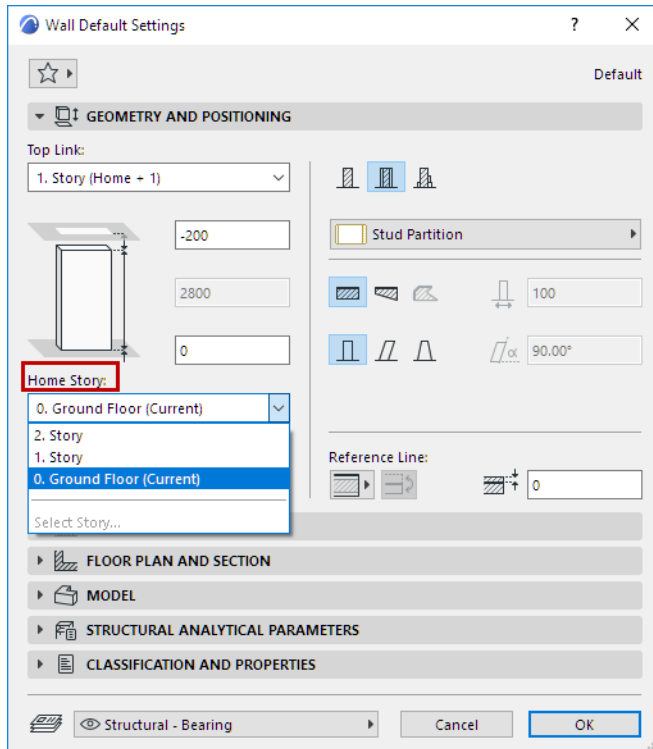 Wall Default Settings
?
Default
GEOMETRY AND POSITIONING
Top Link:
1. Story (Home + 1)
-200
2800
0
Home Story:
0. Ground Floor (Current)
2. Story
1. Story
0. Ground Floor (Current)
Select Story...
Stud Partition
100
α 90.00°
Reference Line:
0
FLOOR PLAN AND SECTION
MODEL
STRUCTURAL ANALYTICAL PARAMETERS
CLASSIFICATION AND PROPERTIES
Structural - Bearing
Cancel
OK